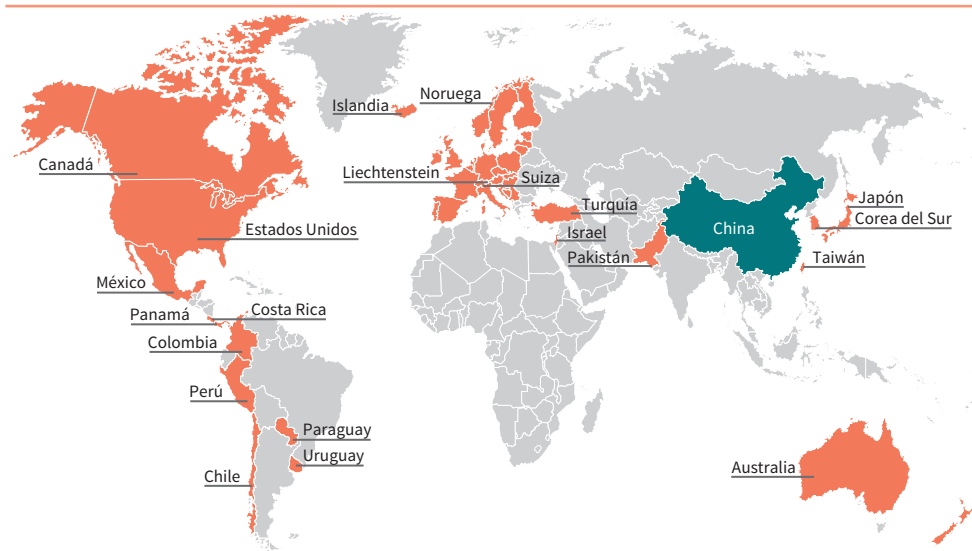 Noruega
Islandia
Canadá
Liechtenstein
Suiza
Turquía
Japón
Corea del Sur
China
Estados Unidos
Israel
Pakistán
Taiwán
México
Costa Rica
Panamá
Colombia
Perú
Paraguay
Uruguay
Chile
Australia